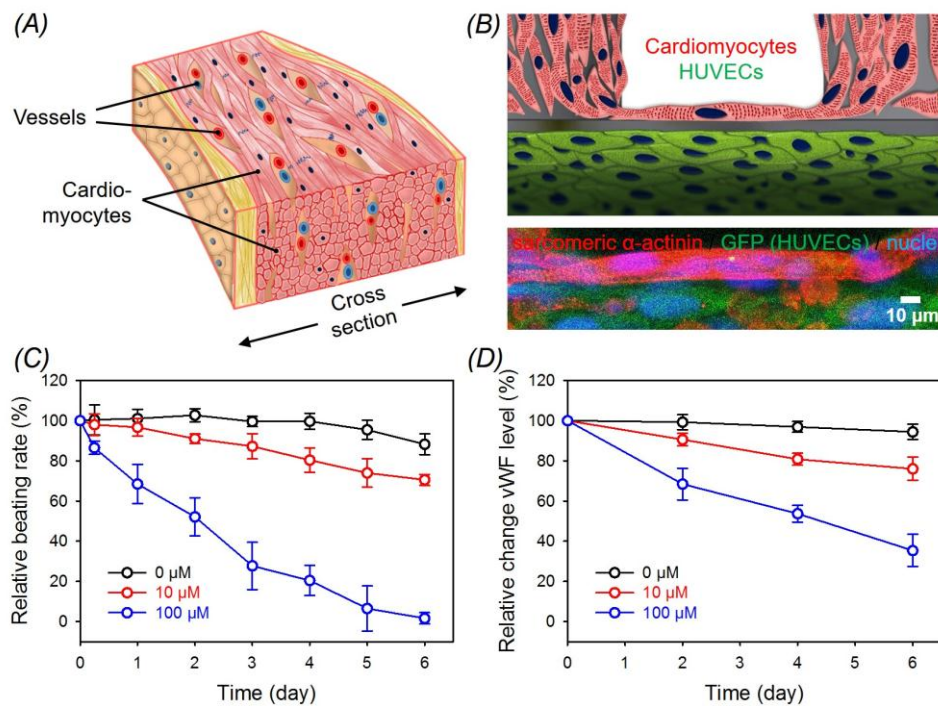 (A)
Vessels
Cardio-
myocytes
Cross
section
(B)
Cardiomyocytes
HUVECs
sarcomeric α-actinin / GFP (HUVECs) / nucle
10 µm
(C)
Relative beating rate (%)
120
100
80
60
40
20
0
0 µM
10 µM
100 µM
0 1 2 3 4 5 6
Time (day)
(D)
Relative change vWF level (%)
120
100
80
60
40
20
0
0 µM
10 µM
100 µM
0 1 2 3 4 5 6
Time (day)